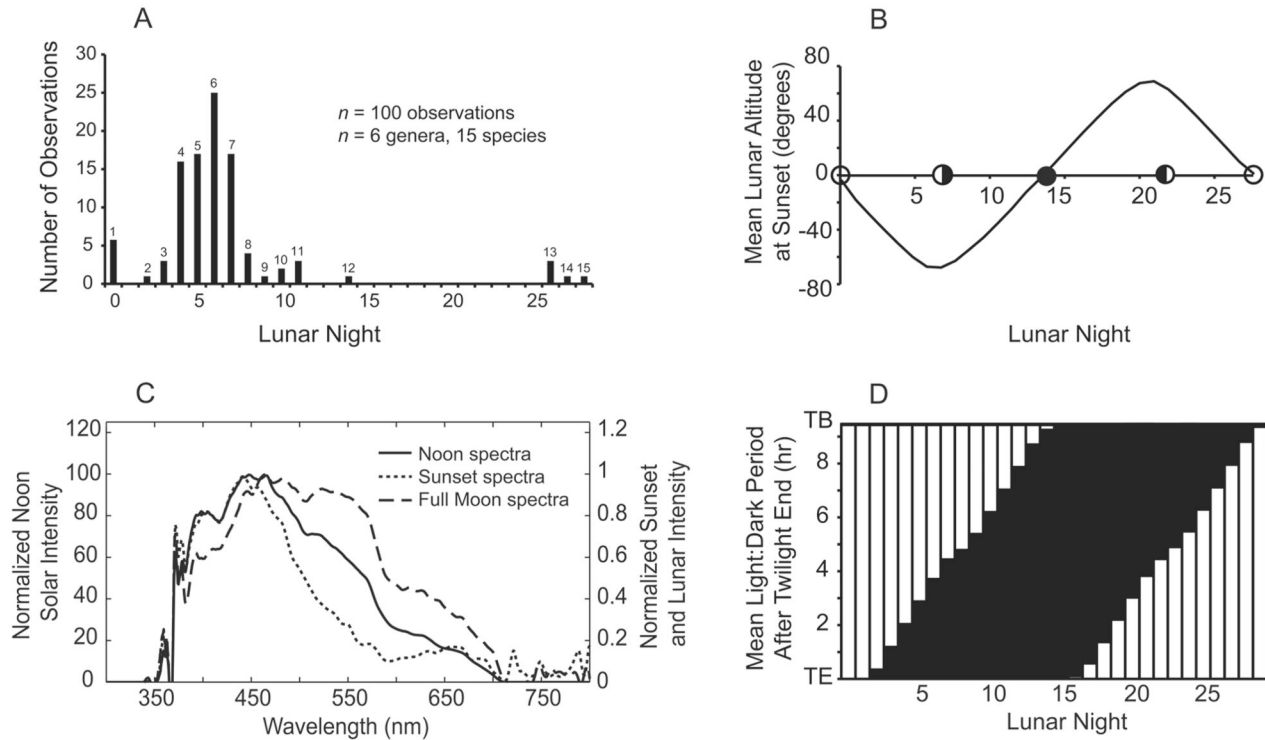 A
Number of Observations
30
25
20
15
10
5
0
1
2
3
4
5
6
7
8
9
10
11
12
13
14
15
n = 100 observations
n = 6 genera, 15 species
0
5
10
15
20
25
Lunar Night
B
Mean Lunar Altitude
at Sunset (degrees)
80
40
0
-40
-80
5
10
15
20
25
Lunar Night
C
Normalized Noon
Solar Intensity
120
100
80
60
40
20
0
Noon spectra
Sunset spectra
Full Moon spectra
1.2
1
0.8
0.6
0.4
0.2
0
Normalized Sunset
and Lunar Intensity
350
450
550
650
750
Wavelength (nm)
D
Mean Light:Dark Period
After Twilight End (hr)
TB
8
6
4
2
TE
5
10
15
20
25
Lunar Night